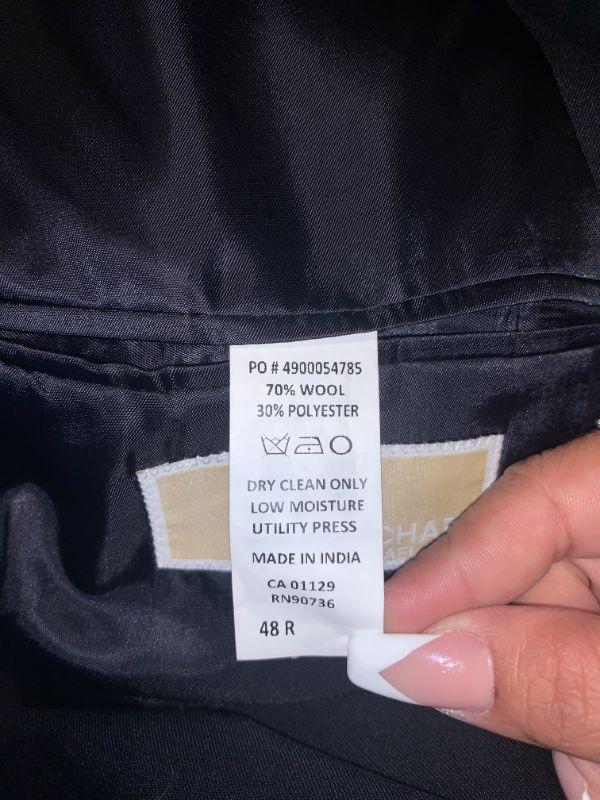 PO # 4900054785
70% WOOL
30% POLYESTER
DRY CLEAN ONLY
LOW MOISTURE
UTILITY PRESS
MADE IN INDIA
CA 01129
RN90736
48 R